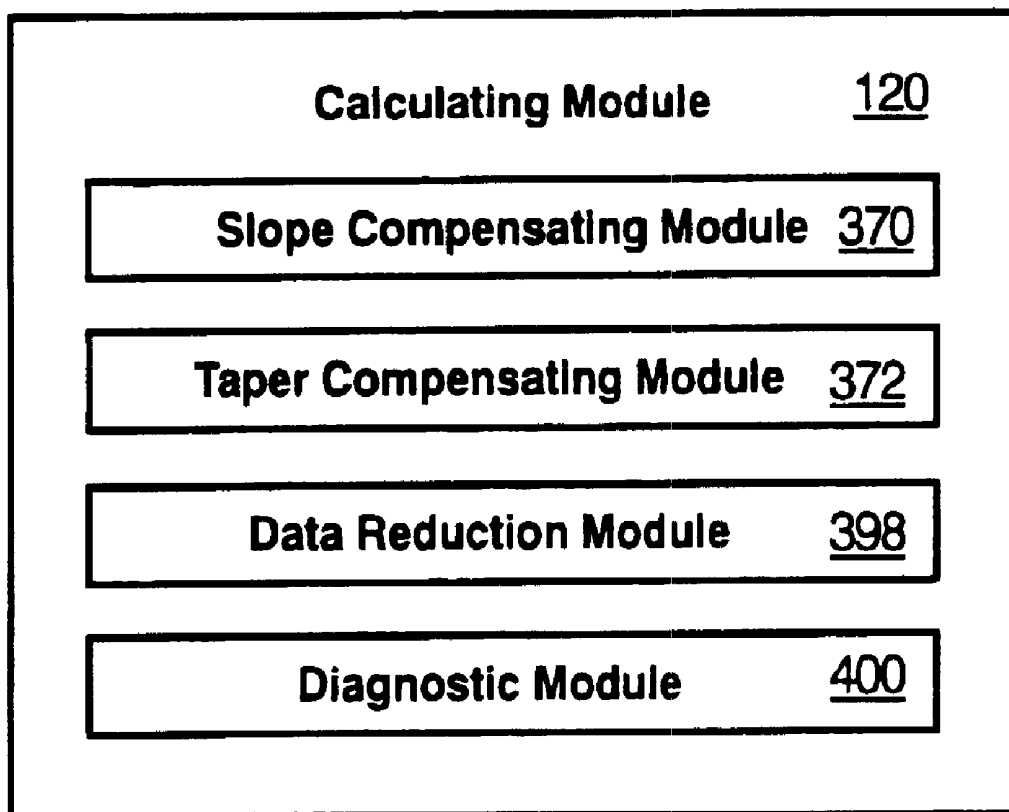 Calculating Module 120
Slope Compensating Module 370
Taper Compensating Module 372
Data Reduction Module 398
Diagnostic Module 400